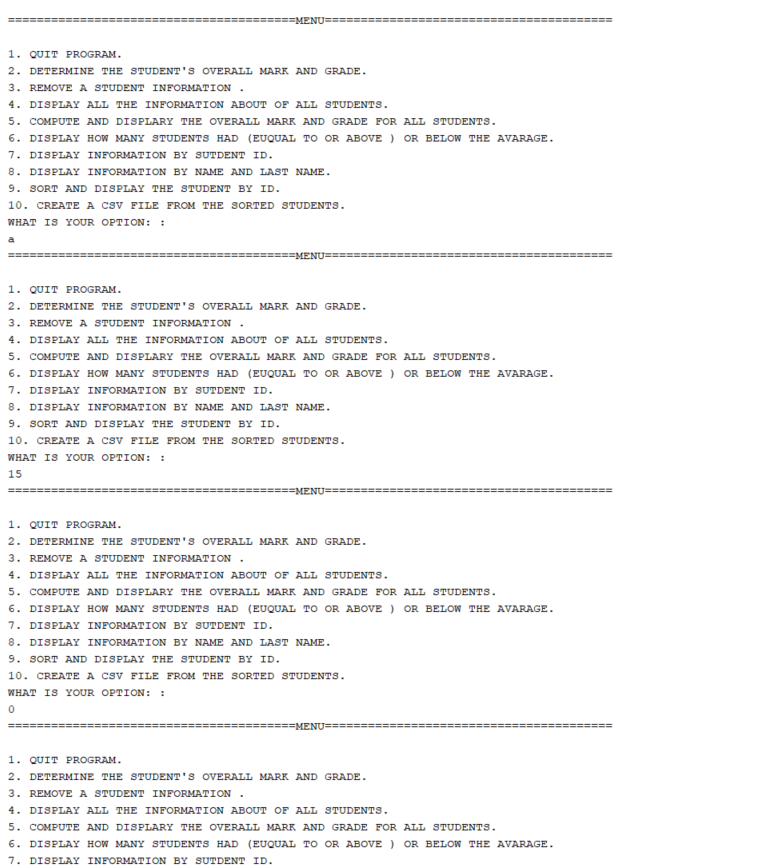 ========================================MENU========================================
1. QUIT PROGRAM.
2. DETERMINE THE STUDENT'S OVERALL MARK AND GRADE.
3. REMOVE A STUDENT INFORMATION .
4. DISPLAY ALL THE INFORMATION ABOUT OF ALL STUDENTS.
5. COMPUTE AND DISPLARY THE OVERALL MARK AND GRADE FOR ALL STUDENTS.
6. DISPLAY HOW MANY STUDENTS HAD (EUQUAL TO OR ABOVE ) OR BELOW THE AVARAGE.
7. DISPLAY INFORMATION BY SUTDENT ID.
8. DISPLAY INFORMATION BY NAME AND LAST NAME.
9. SORT AND DISPLAY THE STUDENT BY ID.
10. CREATE A CSV FILE FROM THE SORTED STUDENTS.
WHAT IS YOUR OPTION: :
a
========================================MENU========================================
1. QUIT PROGRAM.
2. DETERMINE THE STUDENT'S OVERALL MARK AND GRADE.
3. REMOVE A STUDENT INFORMATION .
4. DISPLAY ALL THE INFORMATION ABOUT OF ALL STUDENTS.
5. COMPUTE AND DISPLARY THE OVERALL MARK AND GRADE FOR ALL STUDENTS.
6. DISPLAY HOW MANY STUDENTS HAD (EUQUAL TO OR ABOVE ) OR BELOW THE AVARAGE.
7. DISPLAY INFORMATION BY SUTDENT ID.
8. DISPLAY INFORMATION BY NAME AND LAST NAME.
9. SORT AND DISPLAY THE STUDENT BY ID.
10. CREATE A CSV FILE FROM THE SORTED STUDENTS.
WHAT IS YOUR OPTION: :
15
========================================MENU========================================
1. QUIT PROGRAM.
2. DETERMINE THE STUDENT'S OVERALL MARK AND GRADE.
3. REMOVE A STUDENT INFORMATION .
4. DISPLAY ALL THE INFORMATION ABOUT OF ALL STUDENTS.
5. COMPUTE AND DISPLARY THE OVERALL MARK AND GRADE FOR ALL STUDENTS.
6. DISPLAY HOW MANY STUDENTS HAD (EUQUAL TO OR ABOVE ) OR BELOW THE AVARAGE.
7. DISPLAY INFORMATION BY SUTDENT ID.
8. DISPLAY INFORMATION BY NAME AND LAST NAME.
9. SORT AND DISPLAY THE STUDENT BY ID.
10. CREATE A CSV FILE FROM THE SORTED STUDENTS.
WHAT IS YOUR OPTION: :
0
========================================MENU========================================
1. QUIT PROGRAM.
2. DETERMINE THE STUDENT'S OVERALL MARK AND GRADE.
3. REMOVE A STUDENT INFORMATION .
4. DISPLAY ALL THE INFORMATION ABOUT OF ALL STUDENTS.
5. COMPUTE AND DISPLARY THE OVERALL MARK AND GRADE FOR ALL STUDENTS.
6. DISPLAY HOW MANY STUDENTS HAD (EUQUAL TO OR ABOVE ) OR BELOW THE AVARAGE.
7. DISPLAY INFORMATION BY SUTDENT ID.